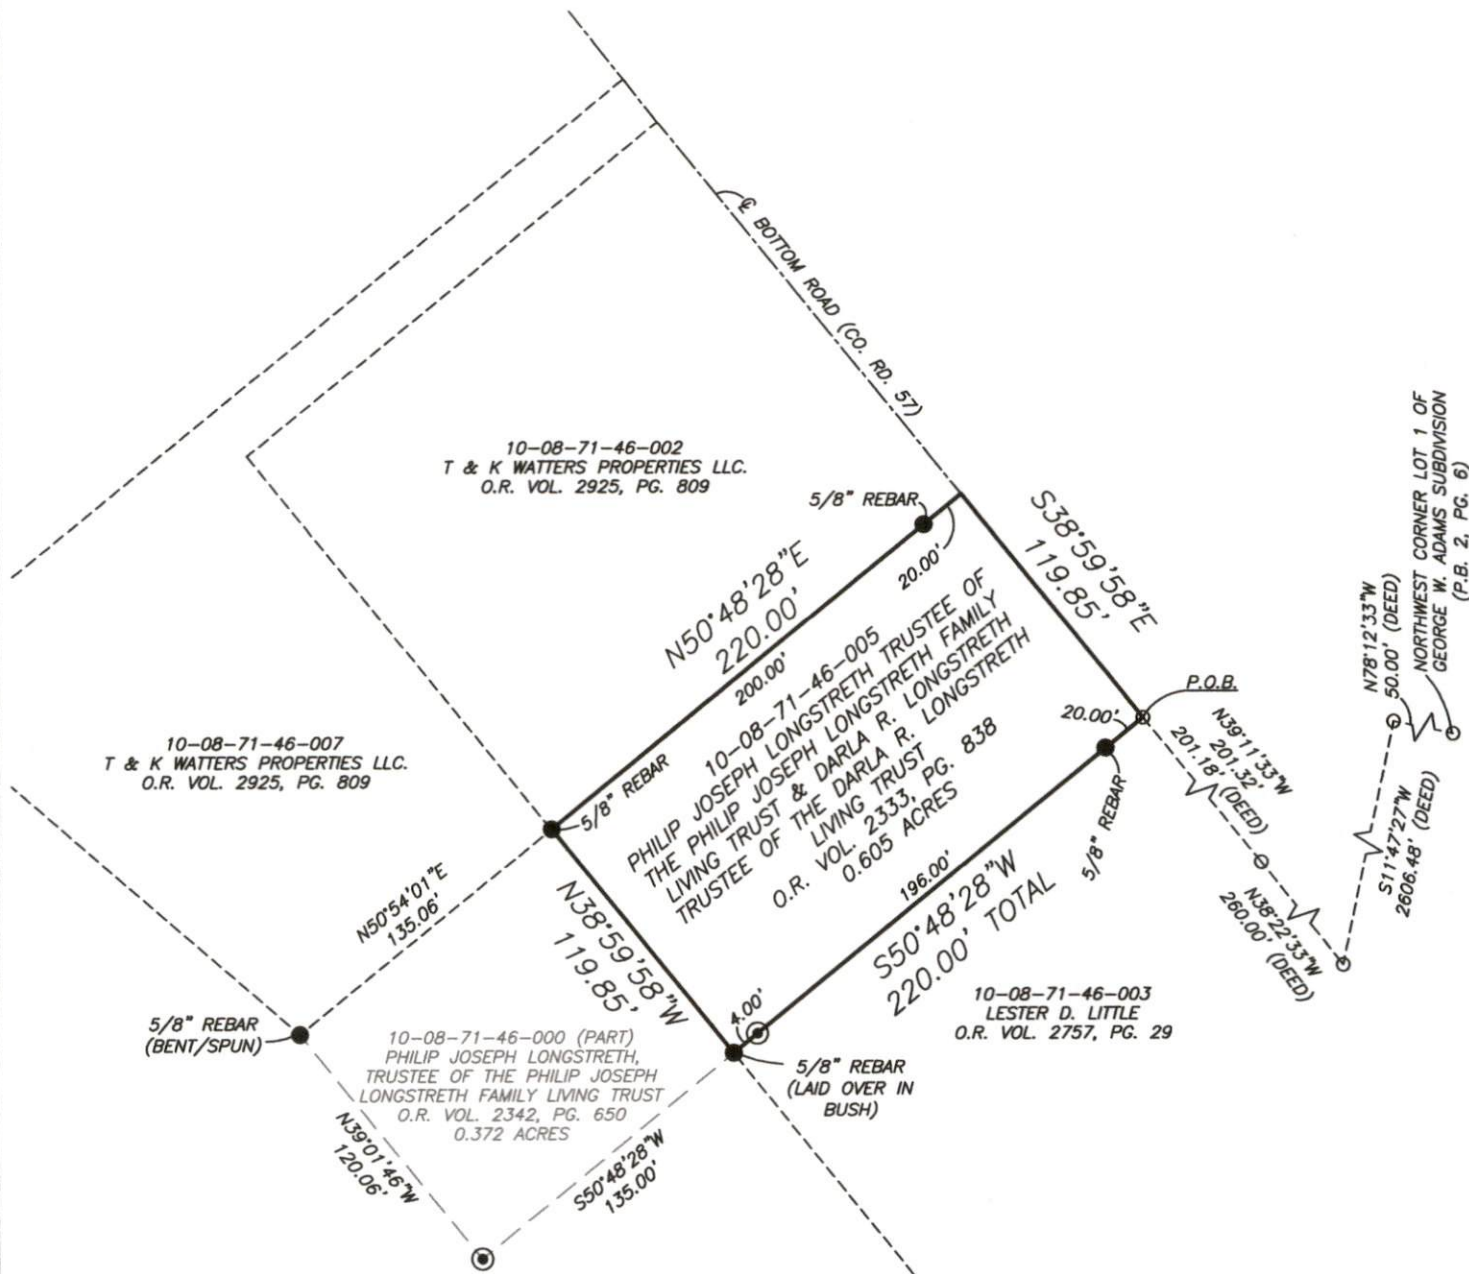 ℄ BOTTOM ROAD (CO. RD. 57)
10-08-71-46-002
T & K WATTERS PROPERTIES LLC.
O.R. VOL. 2925, PG. 809
5/8" REBAR
20.00'
N50°48'28"E
220.00'
200.00'
S38°59'58"E
119.85'
NORTHWEST CORNER LOT 1 OF
GEORGE W. ADAMS SUBDIVISION
(P.B. 2, PG. 6)
N78°12'33"W
50.00' (DEED)
S11°47'27"W
2606.48' (DEED)
P.O.B.
N39°11'33"W
201.32'
201.18' (DEED)
N38°22'33"W
260.00' (DEED)
10-08-71-46-007
T & K WATTERS PROPERTIES LLC.
O.R. VOL. 2925, PG. 809
5/8" REBAR
10-08-71-46-005
PHILIP JOSEPH LONGSTRETH TRUSTEE OF
THE PHILIP JOSEPH LONGSTRETH FAMILY
LIVING TRUST & DARLA R. LONGSTRETH
TRUSTEE OF THE DARLA R. LONGSTRETH
LIVING TRUST
O.R. VOL. 2333, PG. 838
0.605 ACRES
20.00'
5/8" REBAR
196.00'
S50°48'28"W
220.00' TOTAL
4.00'
N38°59'58"W
119.85'
N50°54'01"E
135.06'
10-08-71-46-003
LESTER D. LITTLE
O.R. VOL. 2757, PG. 29
5/8" REBAR
(BENT/SPUN)
10-08-71-46-000 (PART)
PHILIP JOSEPH LONGSTRETH,
TRUSTEE OF THE PHILIP JOSEPH
LONGSTRETH FAMILY LIVING TRUST
O.R. VOL. 2342, PG. 650
0.372 ACRES
5/8" REBAR
(LAID OVER IN
BUSH)
N39°01'46"W
120.06'
S50°48'28"W
135.00'